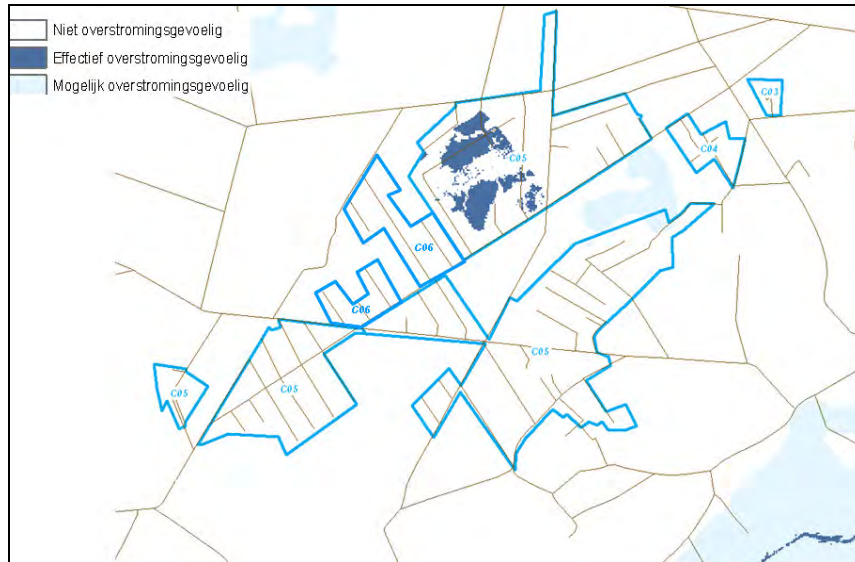 Niet overstromingsgevoelig
Effectief overstromingsgevoelig
Mogelijk overstromingsgevoelig
C03
C05
C04
C06
C06
C05
C05
C05